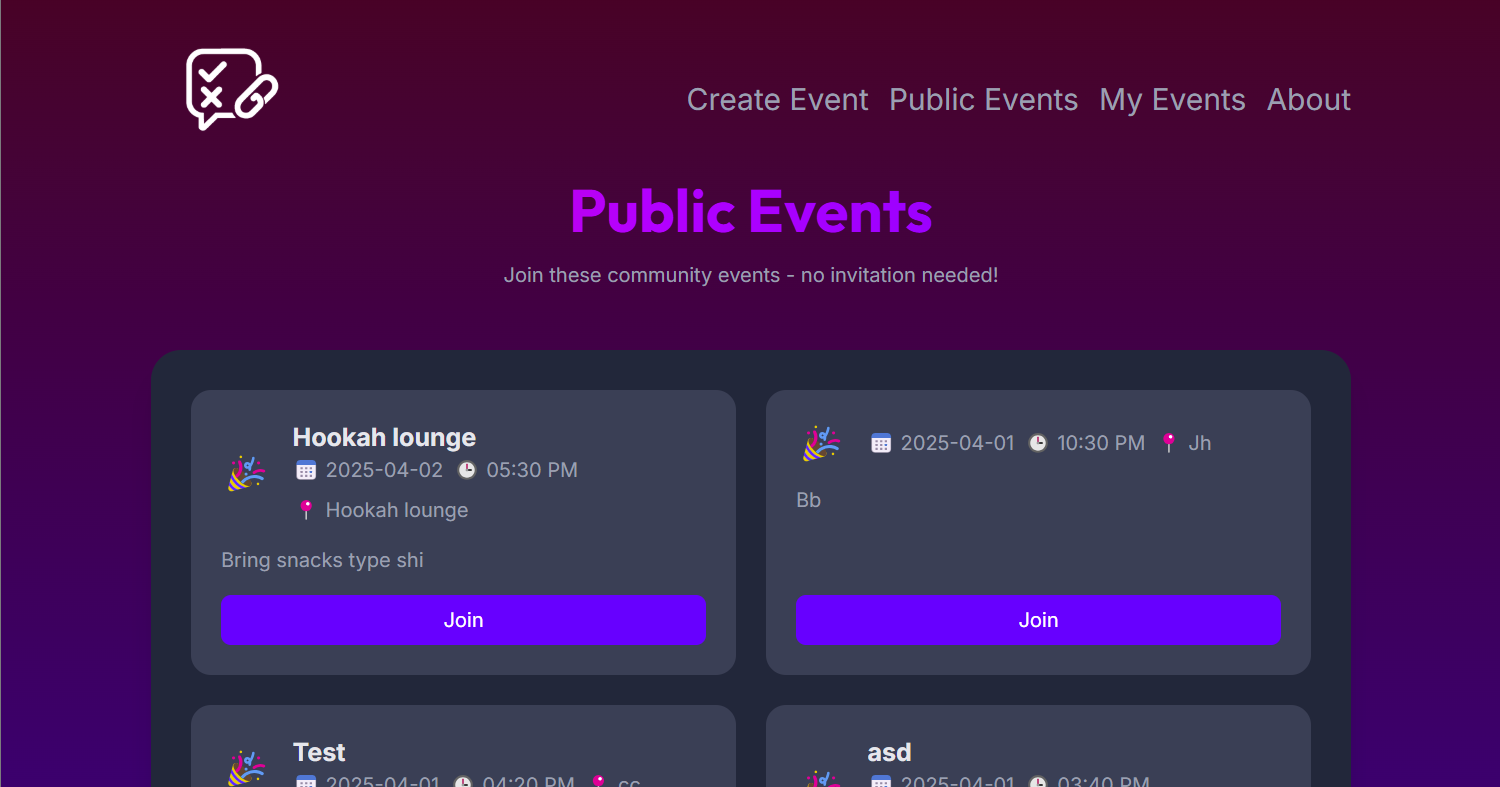 Create Event Public Events My Events About
Public Events
Join these community events - no invitation needed!
Hookah lounge
2025-04-02 05:30 PM
Hookah lounge
Bring snacks type shi
Join
2025-04-01 10:30 PM Jh
Bb
Join
Test
2025-04-01 04:20 PM cc
asd
2025-04-01 03:40 PM